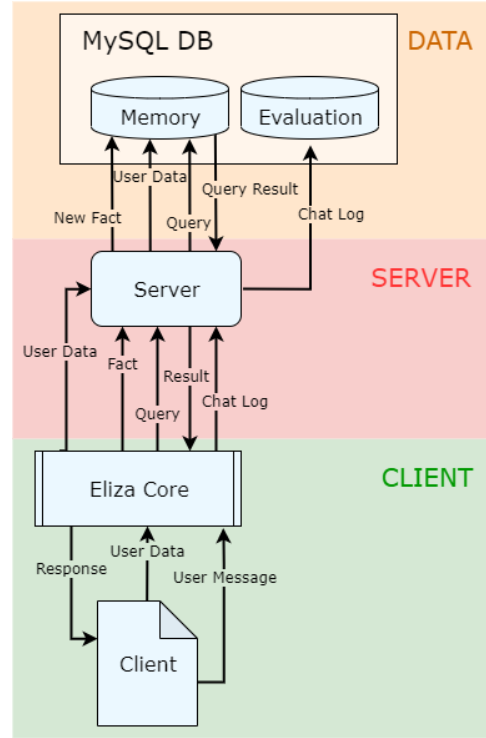 MySQL DB
DATA
Memory
Evaluation
User Data
Query Result
New Fact
Query
Chat Log
SERVER
Server
User Data
Fact
Result
Query
Chat Log
CLIENT
Eliza Core
User Data
Response
User Message
Client